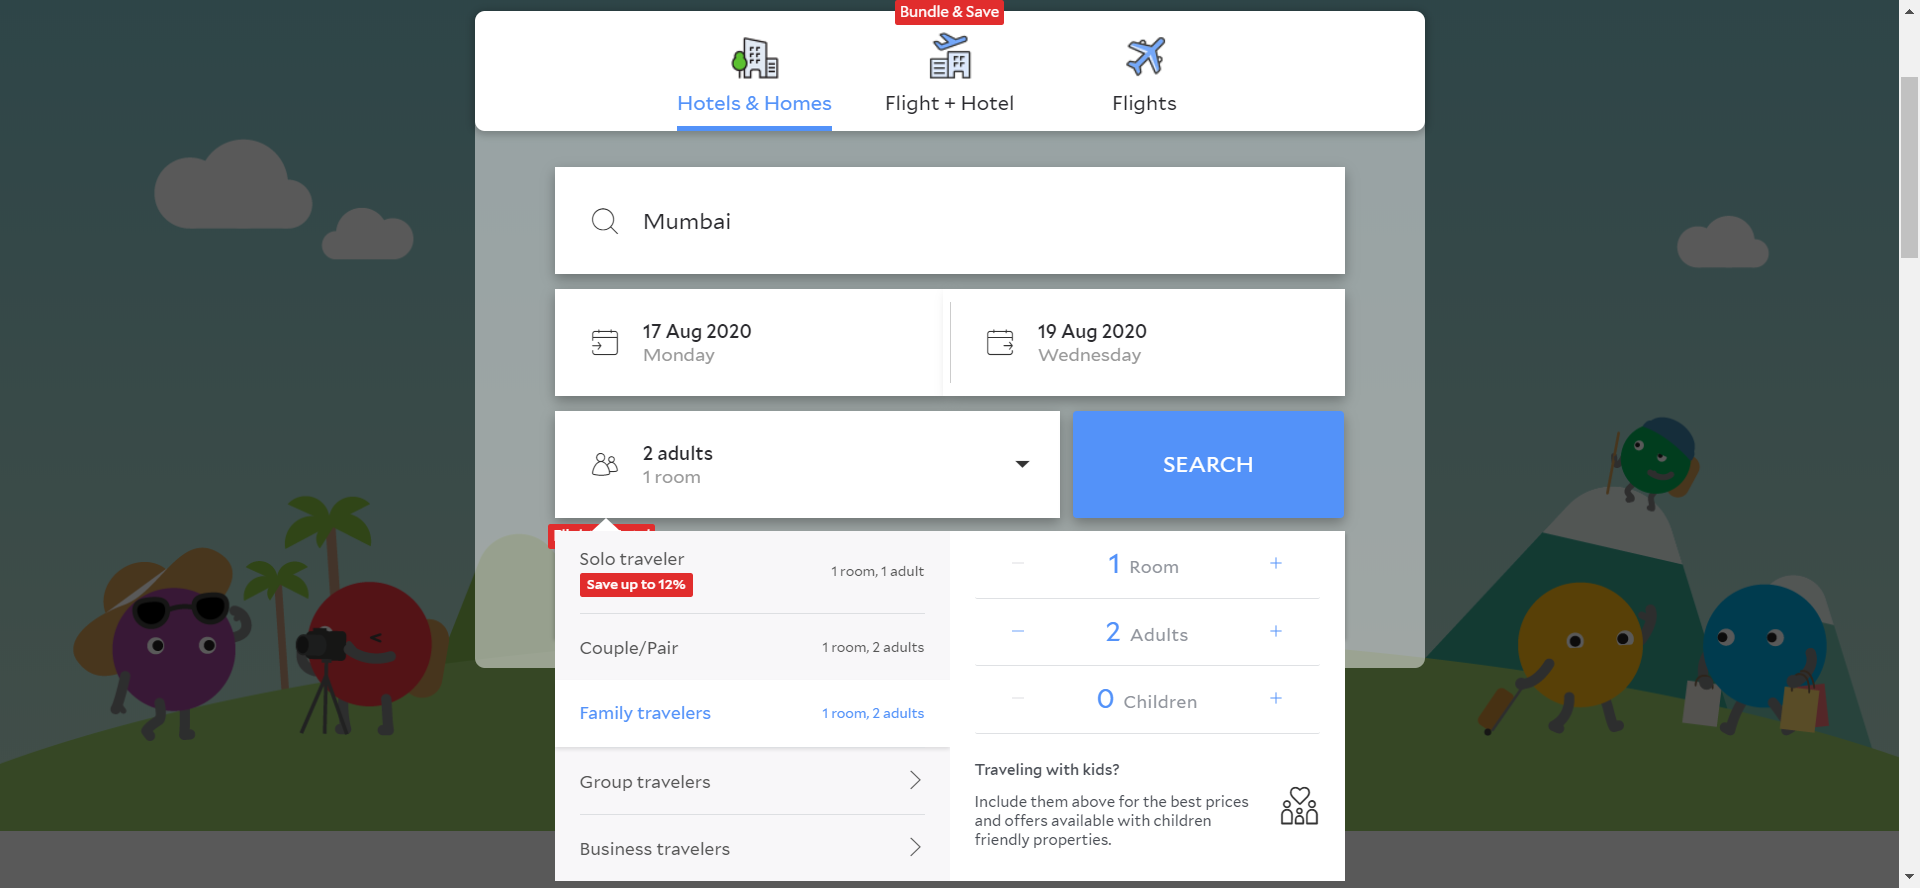 Bundle & Save
Hotels & Homes
Flight + Hotel
Flights
Mumbai
17 Aug 2020
Monday
19 Aug 2020
Wednesday
2 adults
1 room
SEARCH
Solo traveler
Save up to 12%
1 room, 1 adult
Couple/Pair
1 room, 2 adults
Family travelers
1 room, 2 adults
Group travelers
Business travelers
1 Room
2 Adults
0 Children
Traveling with kids?
Include them above for the best prices
and offers available with children
friendly properties.